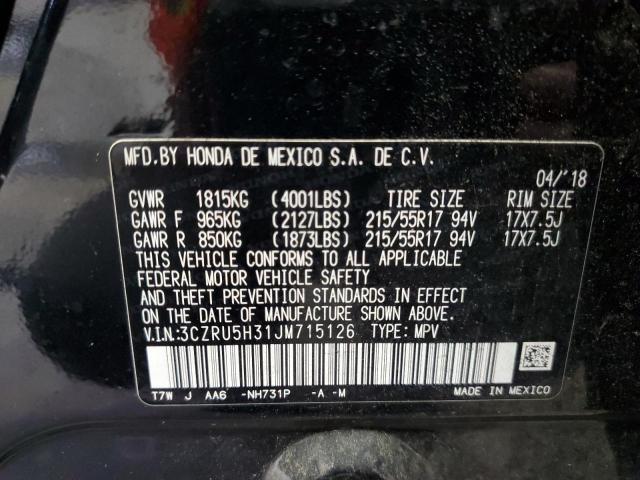 MFD.BY HONDA DE MEXICO S.A. DE C.V.
04/'18
GVWR 1815KG (4001LBS) TIRE SIZE RIM SIZE
GAWR F 965KG (2127LBS) 215/55R17 94V 17X7.5J
GAWR R 850KG (1873LBS) 215/55R17 94V 17X7.5J
THIS VEHICLE CONFORMS TO ALL APPLICABLE
FEDERAL MOTOR VEHICLE SAFETY
AND THEFT PREVENTION STANDARDS IN EFFECT
ON THE DATE OF MANUFACTURE SHOWN ABOVE.
V.I.N:3CZRU5H31JM715126 TYPE: MPV
T7W J AA6 -NH731P -A -M MADE IN MEXICO